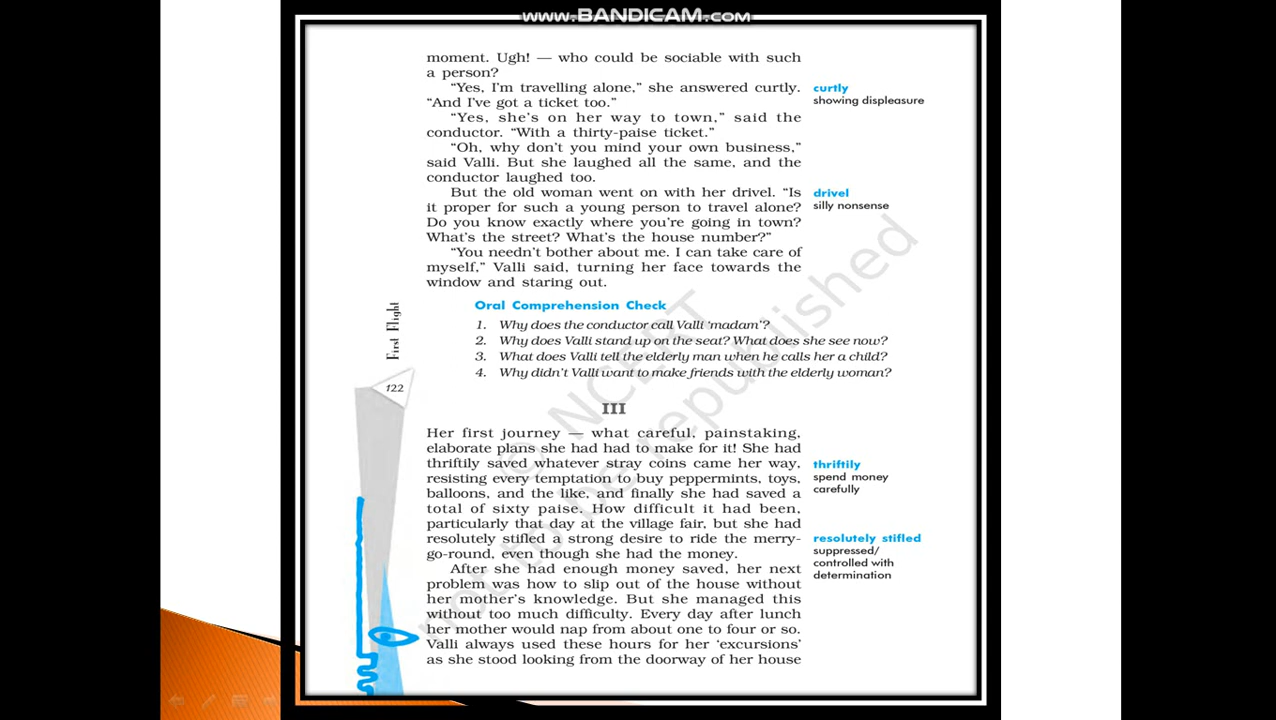 www.BANDICAM.com
moment. Ugh! — who could be sociable with such
a person?
“Yes, I’m travelling alone,” she answered curtly.
“And I’ve got a ticket too.”
“Yes, she’s on her way to town,” said the
conductor. “With a thirty-paise ticket.”
“Oh, why don’t you mind your own business,”
said Valli. But she laughed all the same, and the
conductor laughed too.
But the old woman went on with her drivel. “Is
it proper for such a young person to travel alone?
Do you know exactly where you’re going in town?
What’s the street? What’s the house number?”
“You needn’t bother about me. I can take care of
myself,” Valli said, turning her face towards the
window and staring out.
curtly
showing displeasure
drivel
silly nonsense
Oral Comprehension Check
1. Why does the conductor call Valli ‘madam’?
2. Why does Valli stand up on the seat? What does she see now?
3. What does Valli tell the elderly man when he calls her a child?
4. Why didn’t Valli want to make friends with the elderly woman?
First Flight
122
III
Her first journey — what careful, painstaking,
elaborate plans she had had to make for it! She had
thriftily saved whatever stray coins came her way,
resisting every temptation to buy peppermints, toys,
balloons, and the like, and finally she had saved a
total of sixty paise. How difficult it had been,
particularly that day at the village fair, but she had
resolutely stifled a strong desire to ride the merry-
go-round, even though she had the money.
After she had enough money saved, her next
problem was how to slip out of the house without
her mother’s knowledge. But she managed this
without too much difficulty. Every day after lunch
her mother would nap from about one to four or so.
Valli always used these hours for her ‘excursions’
as she stood looking from the doorway of her house
thriftily
spend money
carefully
resolutely stifled
suppressed/
controlled with
determination
© NCERT
not to be republished